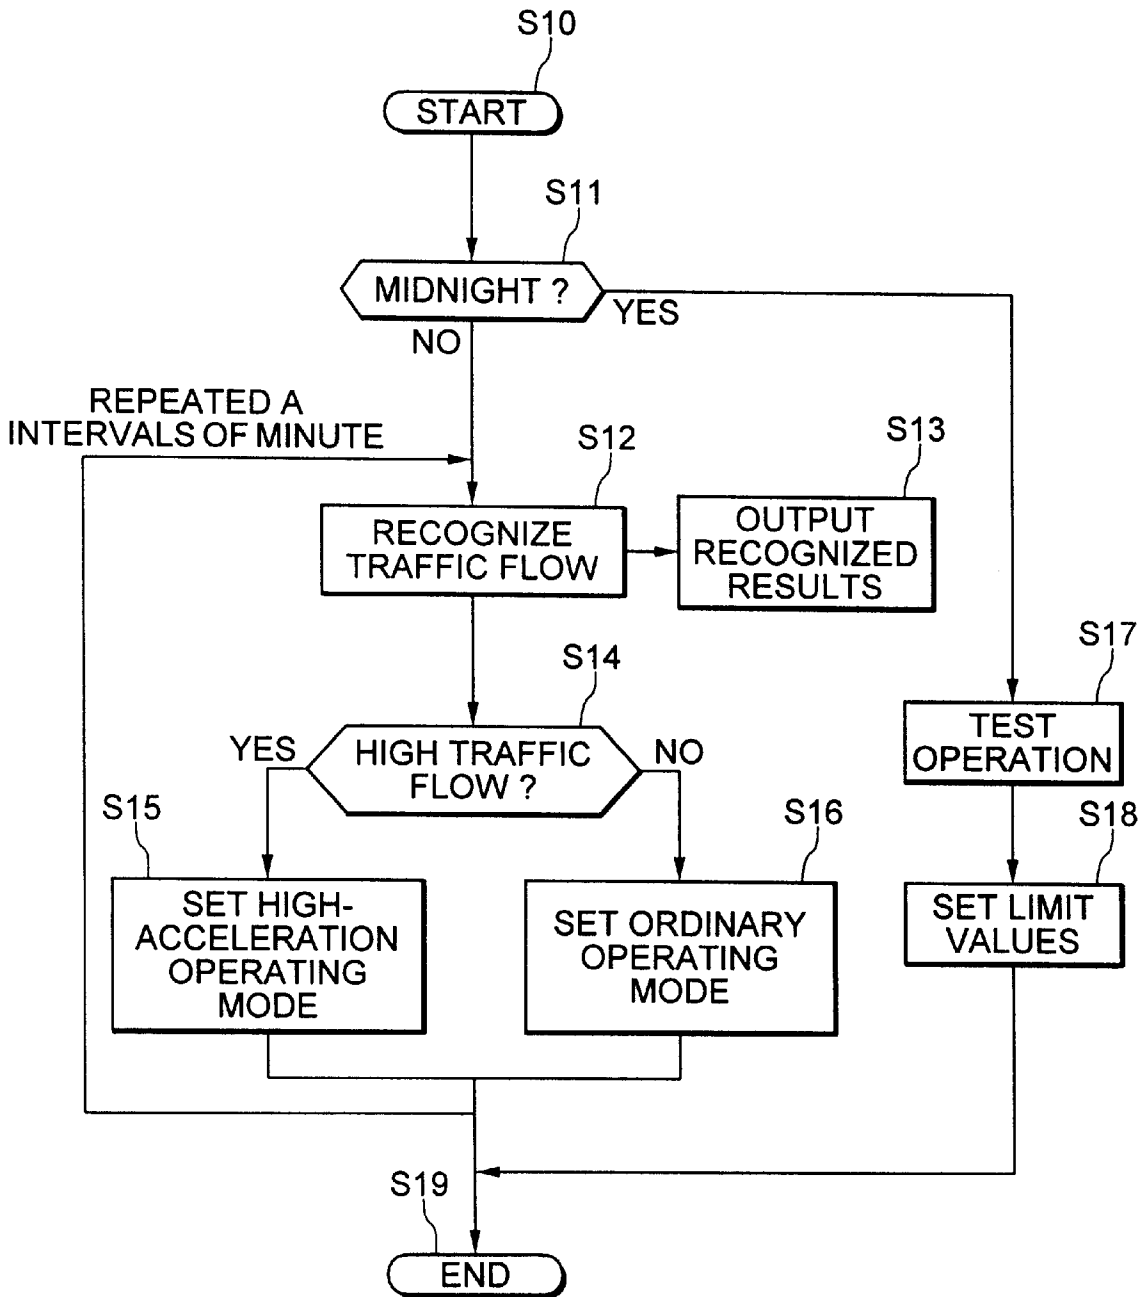 S10
START
S11
MIDNIGHT ?
YES
NO
REPEATED A
INTERVALS OF MINUTE
S12
RECOGNIZE
TRAFFIC FLOW
S13
OUTPUT
RECOGNIZED
RESULTS
S14
HIGH TRAFFIC
FLOW ?
YES
NO
S15
SET HIGH-
ACCELERATION
OPERATING
MODE
S16
SET ORDINARY
OPERATING
MODE
S17
TEST
OPERATION
S18
SET LIMIT
VALUES
S19
END